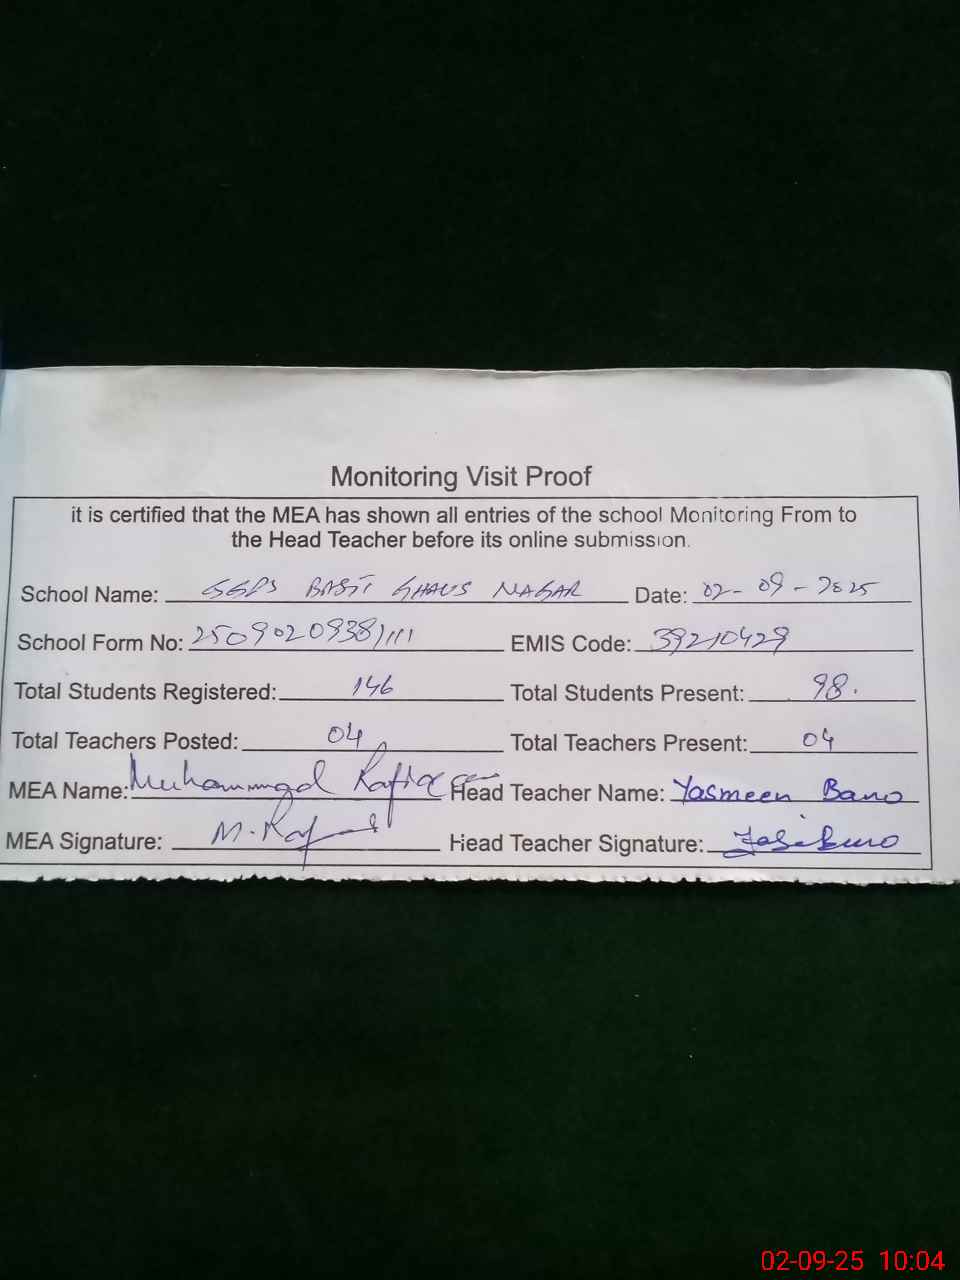 Monitoring Visit Proof
it is certified that the MEA has shown all entries of the school Monitoring From to
the Head Teacher before its online submission.
School Name: GGPS BASTI GHAUS NAGAR Date: 02-09-2025
School Form No: EMIS Code: 39210429
Total Students Registered: 146 Total Students Present: 98.
Total Teachers Posted: 04 Total Teachers Present: 04
MEA Name: Muhammad Rafique Head Teacher Name: Yasmeen Bano
MEA Signature: M. Raf Head Teacher Signature:
02-09-25 10:04